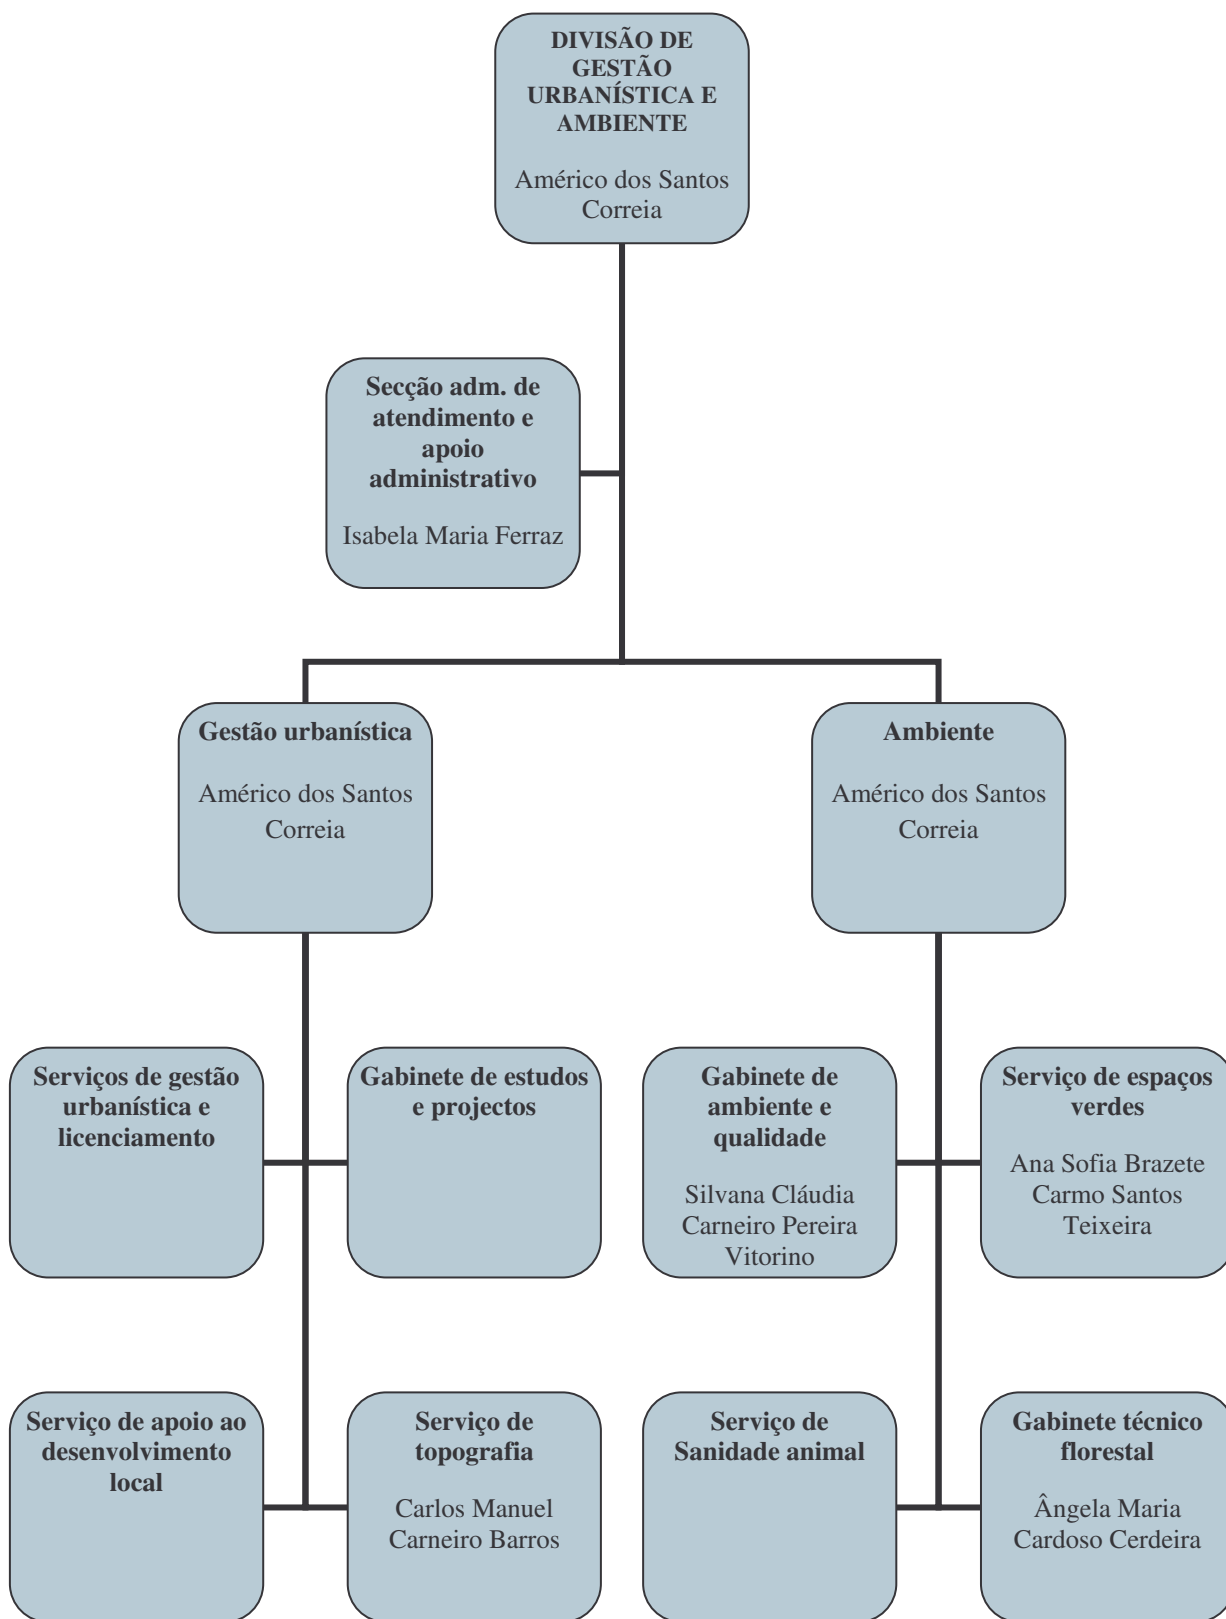 DIVISÃO DE
GESTÃO
URBANÍSTICA E
AMBIENTE
Américo dos Santos
Correia
Secção adm. de
atendimento e
apoio
administrativo
Isabela Maria Ferraz
Gestão urbanística
Américo dos Santos
Correia
Ambiente
Américo dos Santos
Correia
Serviços de gestão
urbanística e
licenciamento
Gabinete de estudos
e projectos
Gabinete de
ambiente e
qualidade
Silvana Cláudia
Carneiro Pereira
Vitorino
Serviço de espaços
verdes
Ana Sofia Brazete
Carmo Santos
Teixeira
Serviço de apoio ao
desenvolvimento
local
Serviço de
topografia
Carlos Manuel
Carneiro Barros
Serviço de
Sanidade animal
Gabinete técnico
florestal
Ângela Maria
Cardoso Cerdeira